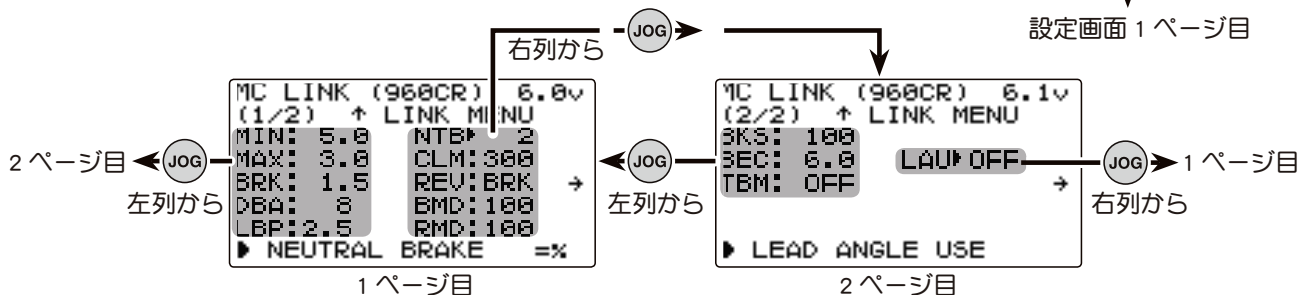 設定画面 1 ページ目
右列から
JOG
MC LINK (960CR) 6.0v
(1/2) ↑ LINK MENU
MIN: 5.0 NTB▶ 2
MAX: 3.0 CLM:300
BRK: 1.5 REV:BRK →
DBA: 8 BMD:100
LBP:2.5 RMD:100
▶ NEUTRAL BRAKE =%
1 ページ目
2 ページ目
JOG
左列から
MC LINK (960CR) 6.1v
(2/2) ↑ LINK MENU
BKS: 100
BEC: 6.0 LAU▶OFF
TBM: OFF →
▶ LEAD ANGLE USE
2 ページ目
JOG
左列から
JOG
1 ページ目
右列から